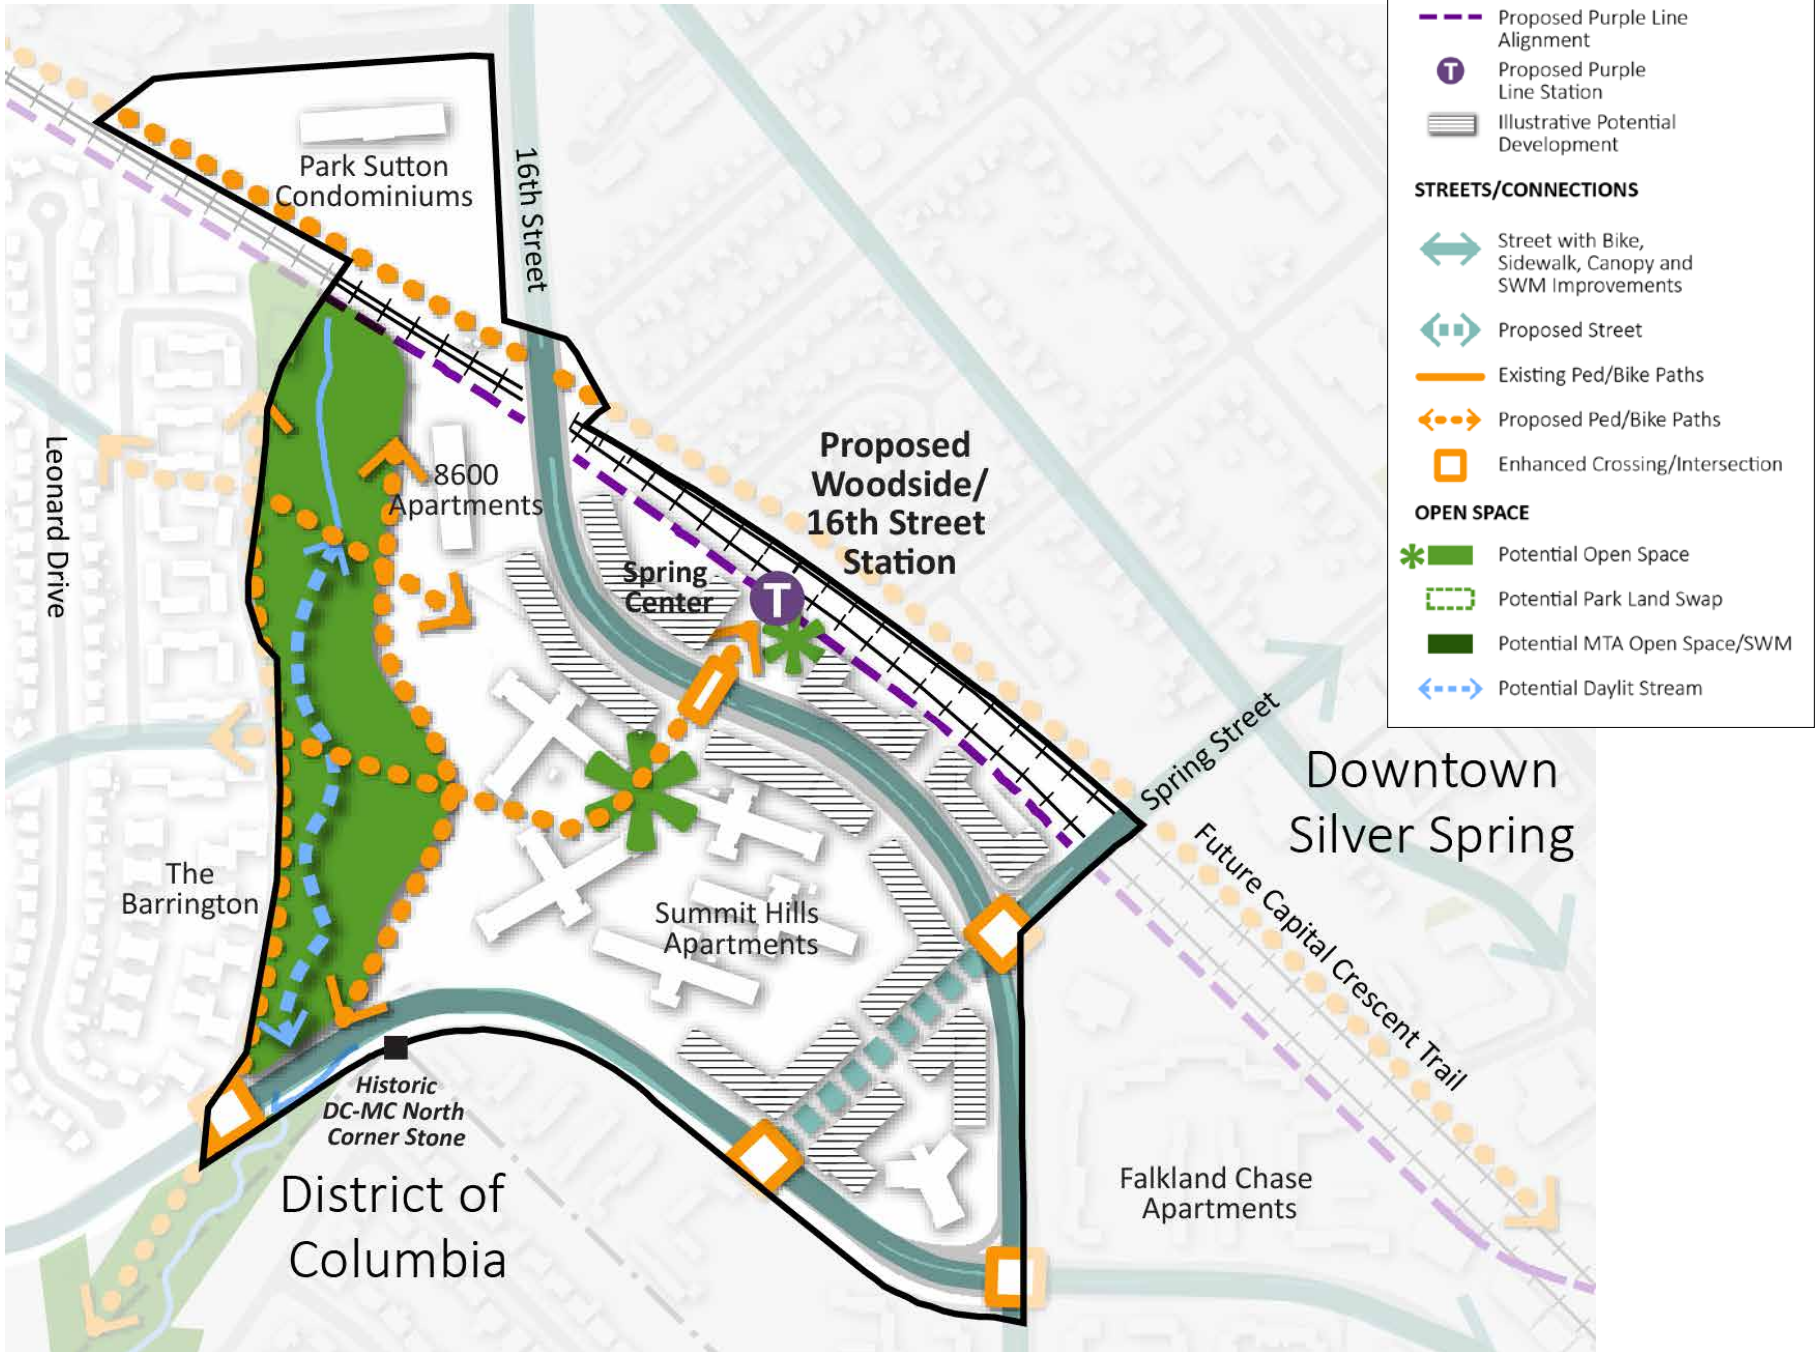 Proposed Purple Line
Alignment
T
Proposed Purple
Line Station
Illustrative Potential
Development
STREETS/CONNECTIONS
Street with Bike,
Sidewalk, Canopy and
SWM Improvements
Proposed Street
Existing Ped/Bike Paths
Proposed Ped/Bike Paths
Enhanced Crossing/Intersection
OPEN SPACE
Potential Open Space
Potential Park Land Swap
Potential MTA Open Space/SWM
Potential Daylit Stream
Park Sutton
Condominiums
16th Street
Leonard Drive
8600
Apartments
Proposed
Woodside/
16th Street
Station
Spring
Center
T
Spring Street
Downtown
Silver Spring
Future Capital Crescent Trail
The
Barrington
Summit Hills
Apartments
Historic
DC-MC North
Corner Stone
District of
Columbia
Falkland Chase
Apartments